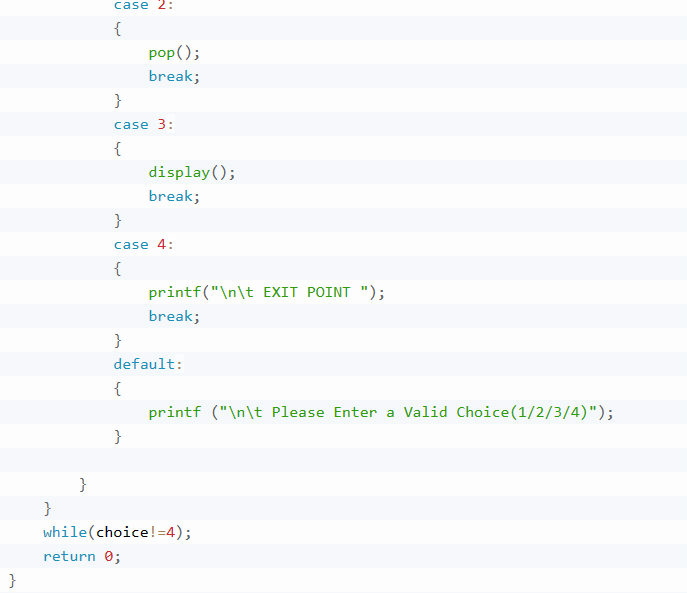 case 2:
{
pop();
break;
}
case 3:
{
display();
break;
}
case 4:
{
printf("\n\t EXIT POINT ");
break;
}
default:
{
printf ("\n\t Please Enter a Valid Choice(1/2/3/4)");
}
}
}
while(choice!=4);
return 0;
}